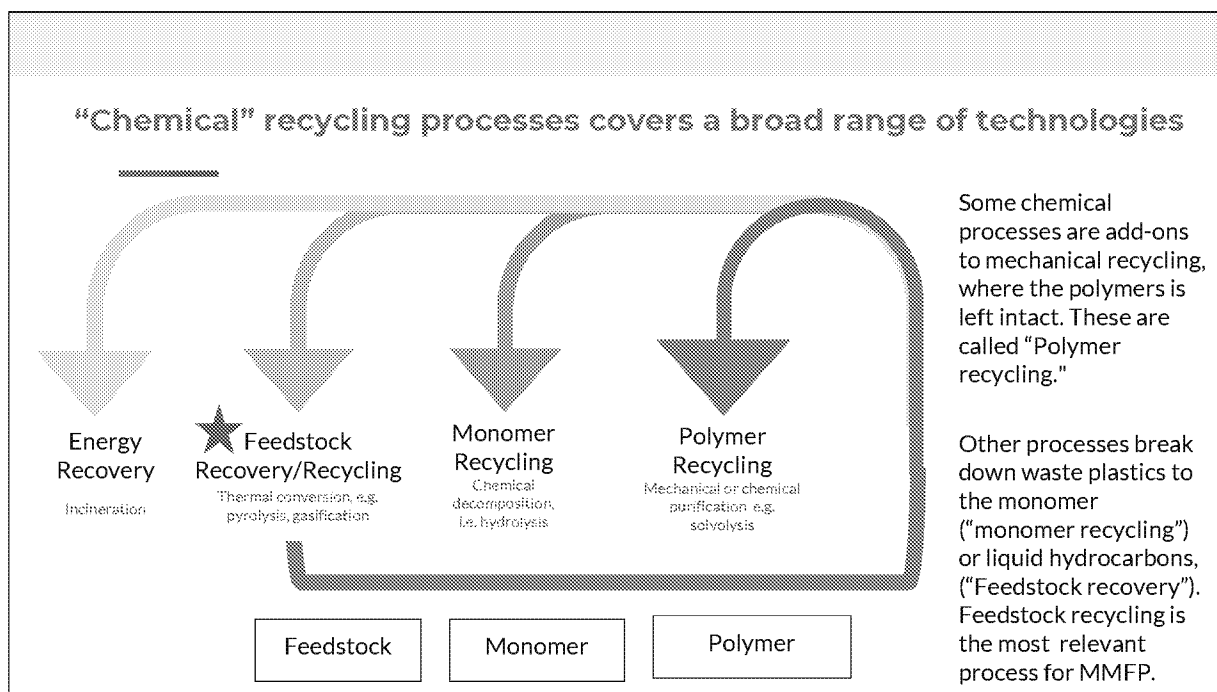 “Chemical” recycling processes covers a broad range of technologies
Some chemical
processes are add-ons
to mechanical recycling,
where the polymers is
left intact. These are
called “Polymer
recycling."
Other processes break
down waste plastics to
the monomer
(“monomer recycling”)
or liquid hydrocarbons,
(“Feedstock recovery”).
Feedstock recycling is
the most relevant
process for MMFP.
Energy
Recovery
Incineration
Feedstock
Recovery/Recycling
Thermal conversion, e.g.
pyrolysis, gasification
Monomer
Recycling
Chemical
decomposition,
i.e. hydrolysis
Polymer
Recycling
Mechanical or chemical
purification e.g.
solvolysis
Feedstock
Monomer
Polymer